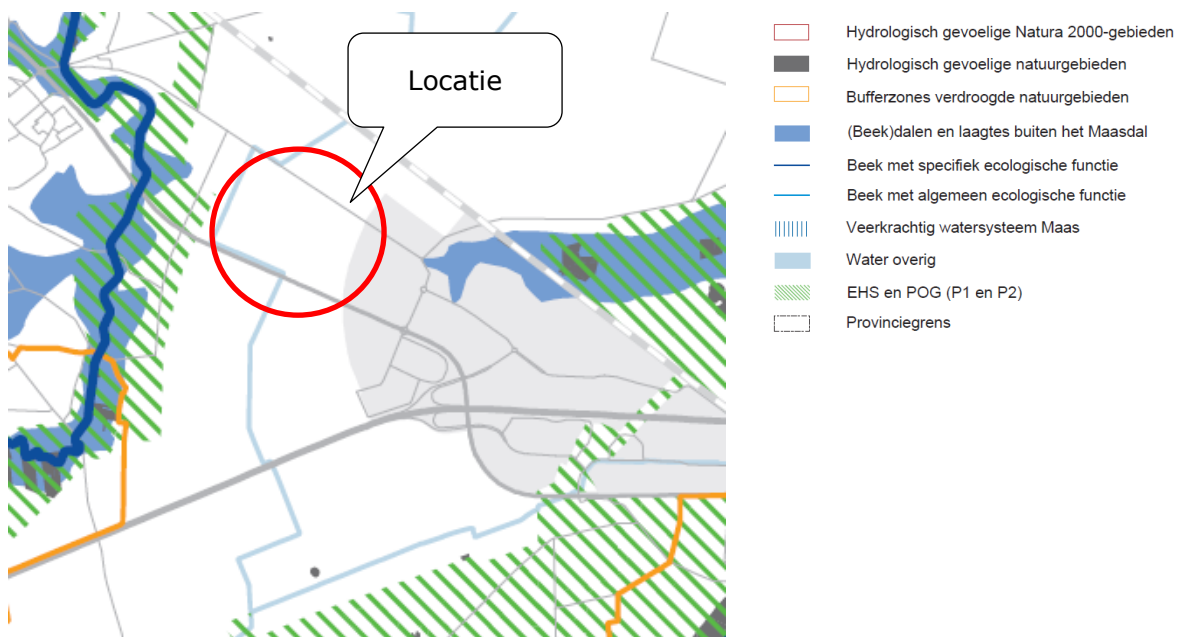 Locatie
Hydrologisch gevoelige Natura 2000-gebieden
Hydrologisch gevoelige natuurgebieden
Bufferzones verdroogde natuurgebieden
(Beek)dalen en laagtes buiten het Maasdal
Beek met specifiek ecologische functie
Beek met algemeen ecologische functie
Veerkrachtig watersysteem Maas
Water overig
EHS en POG (P1 en P2)
Provinciegrens